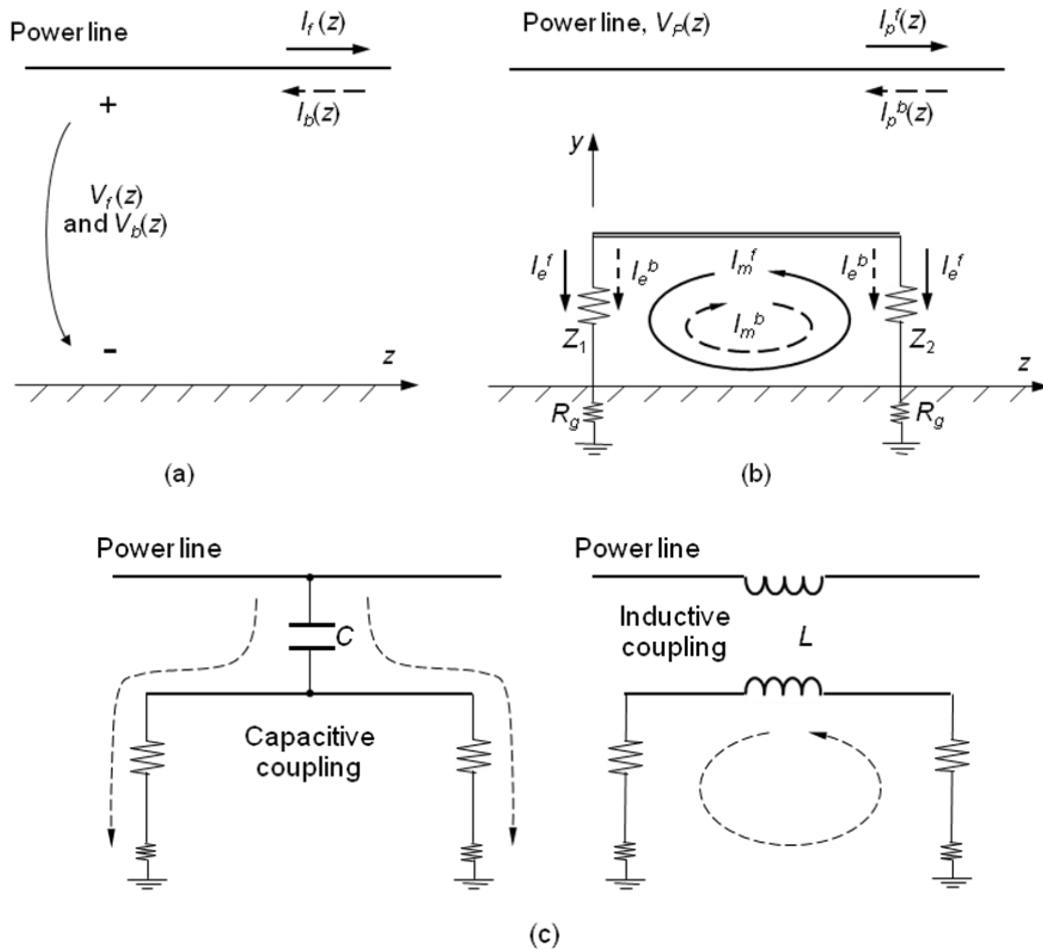 Power line
I_f(z)
I_b(z)
+
V_f(z)
and V_b(z)
-
z
(a)
Power line, V_P(z)
I_p^f(z)
I_p^b(z)
y
I_e^f
I_e^b
I_m^f
I_m^b
I_e^b
I_e^f
Z_1
Z_2
z
R_g
R_g
(b)
Power line
C
Capacitive
coupling
Power line
Inductive
coupling
L
(c)